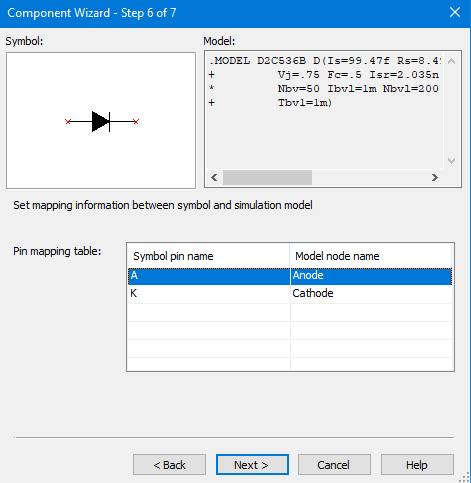 Component Wizard - Step 6 of 7
Symbol:
Model:
.MODEL D2C536B D(Is=99.47f Rs=8.4
+ Vj=.75 Fc=.5 Isr=2.035n
* Nbv=50 Ibvl=1m Nbvl=200
+ Tbvl=1m)
Set mapping information between symbol and simulation model
Pin mapping table:
Symbol pin name Model node name
A Anode
K Cathode
< Back Next > Cancel Help